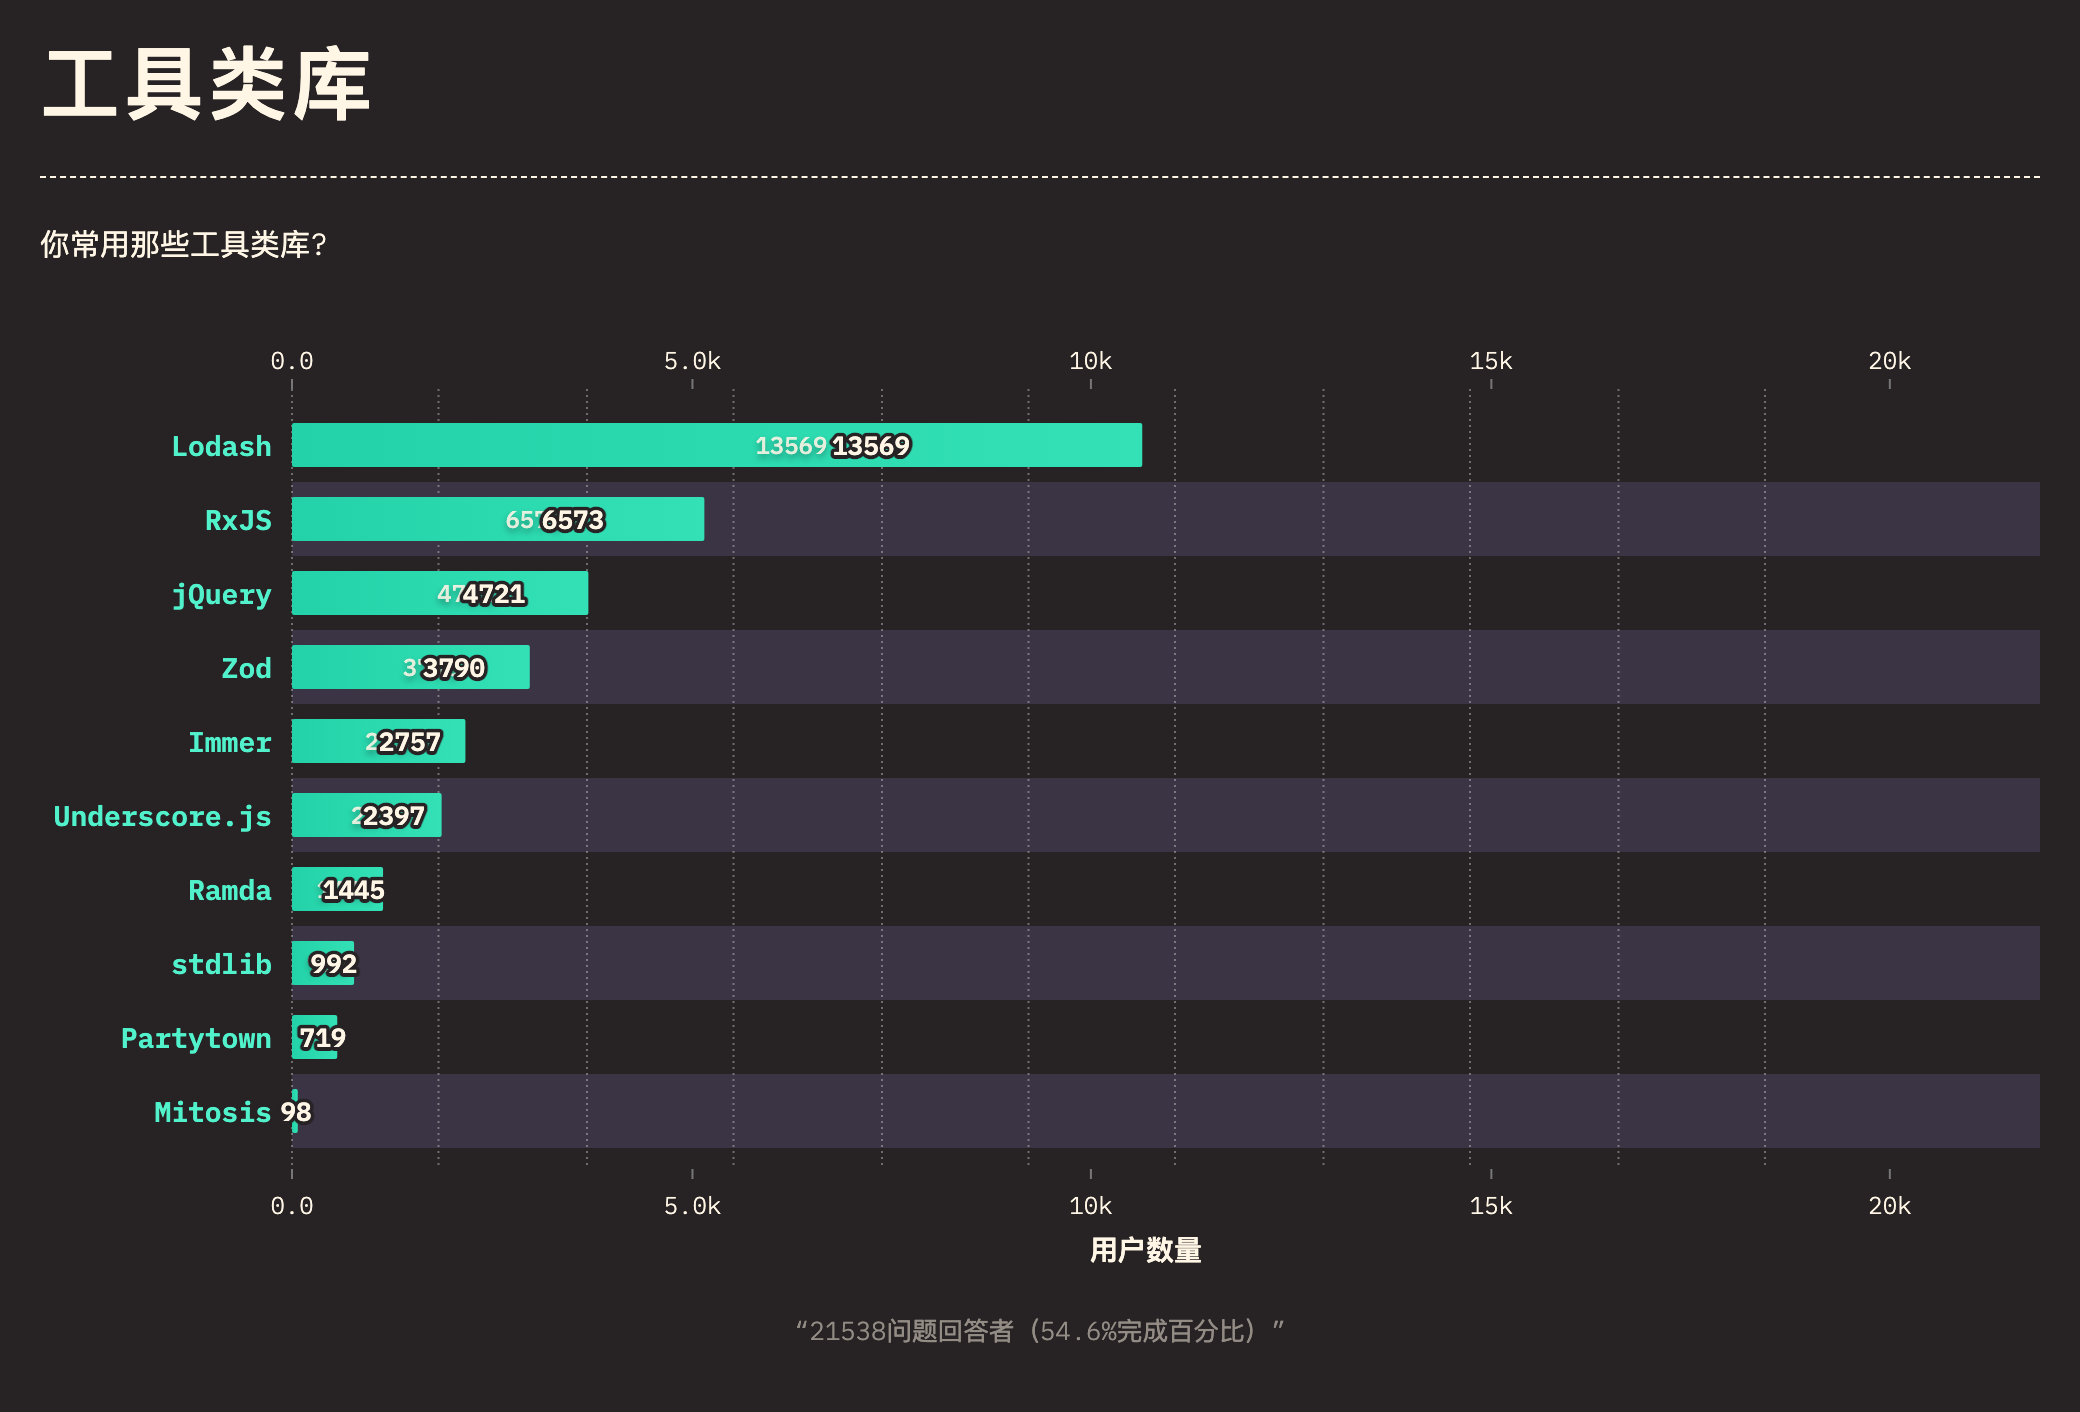 工具类库
你常用那些工具类库?
0.0 5.0k 10k 15k 20k
Lodash 13569 13569
RxJS 6573
jQuery 4721
Zod 3790
Immer 2757
Underscore.js 2397
Ramda 1445
stdlib 992
Partytown 719
Mitosis 98
0.0 5.0k 10k 15k 20k
用户数量
“21538问题回答者（54.6%完成百分比）”